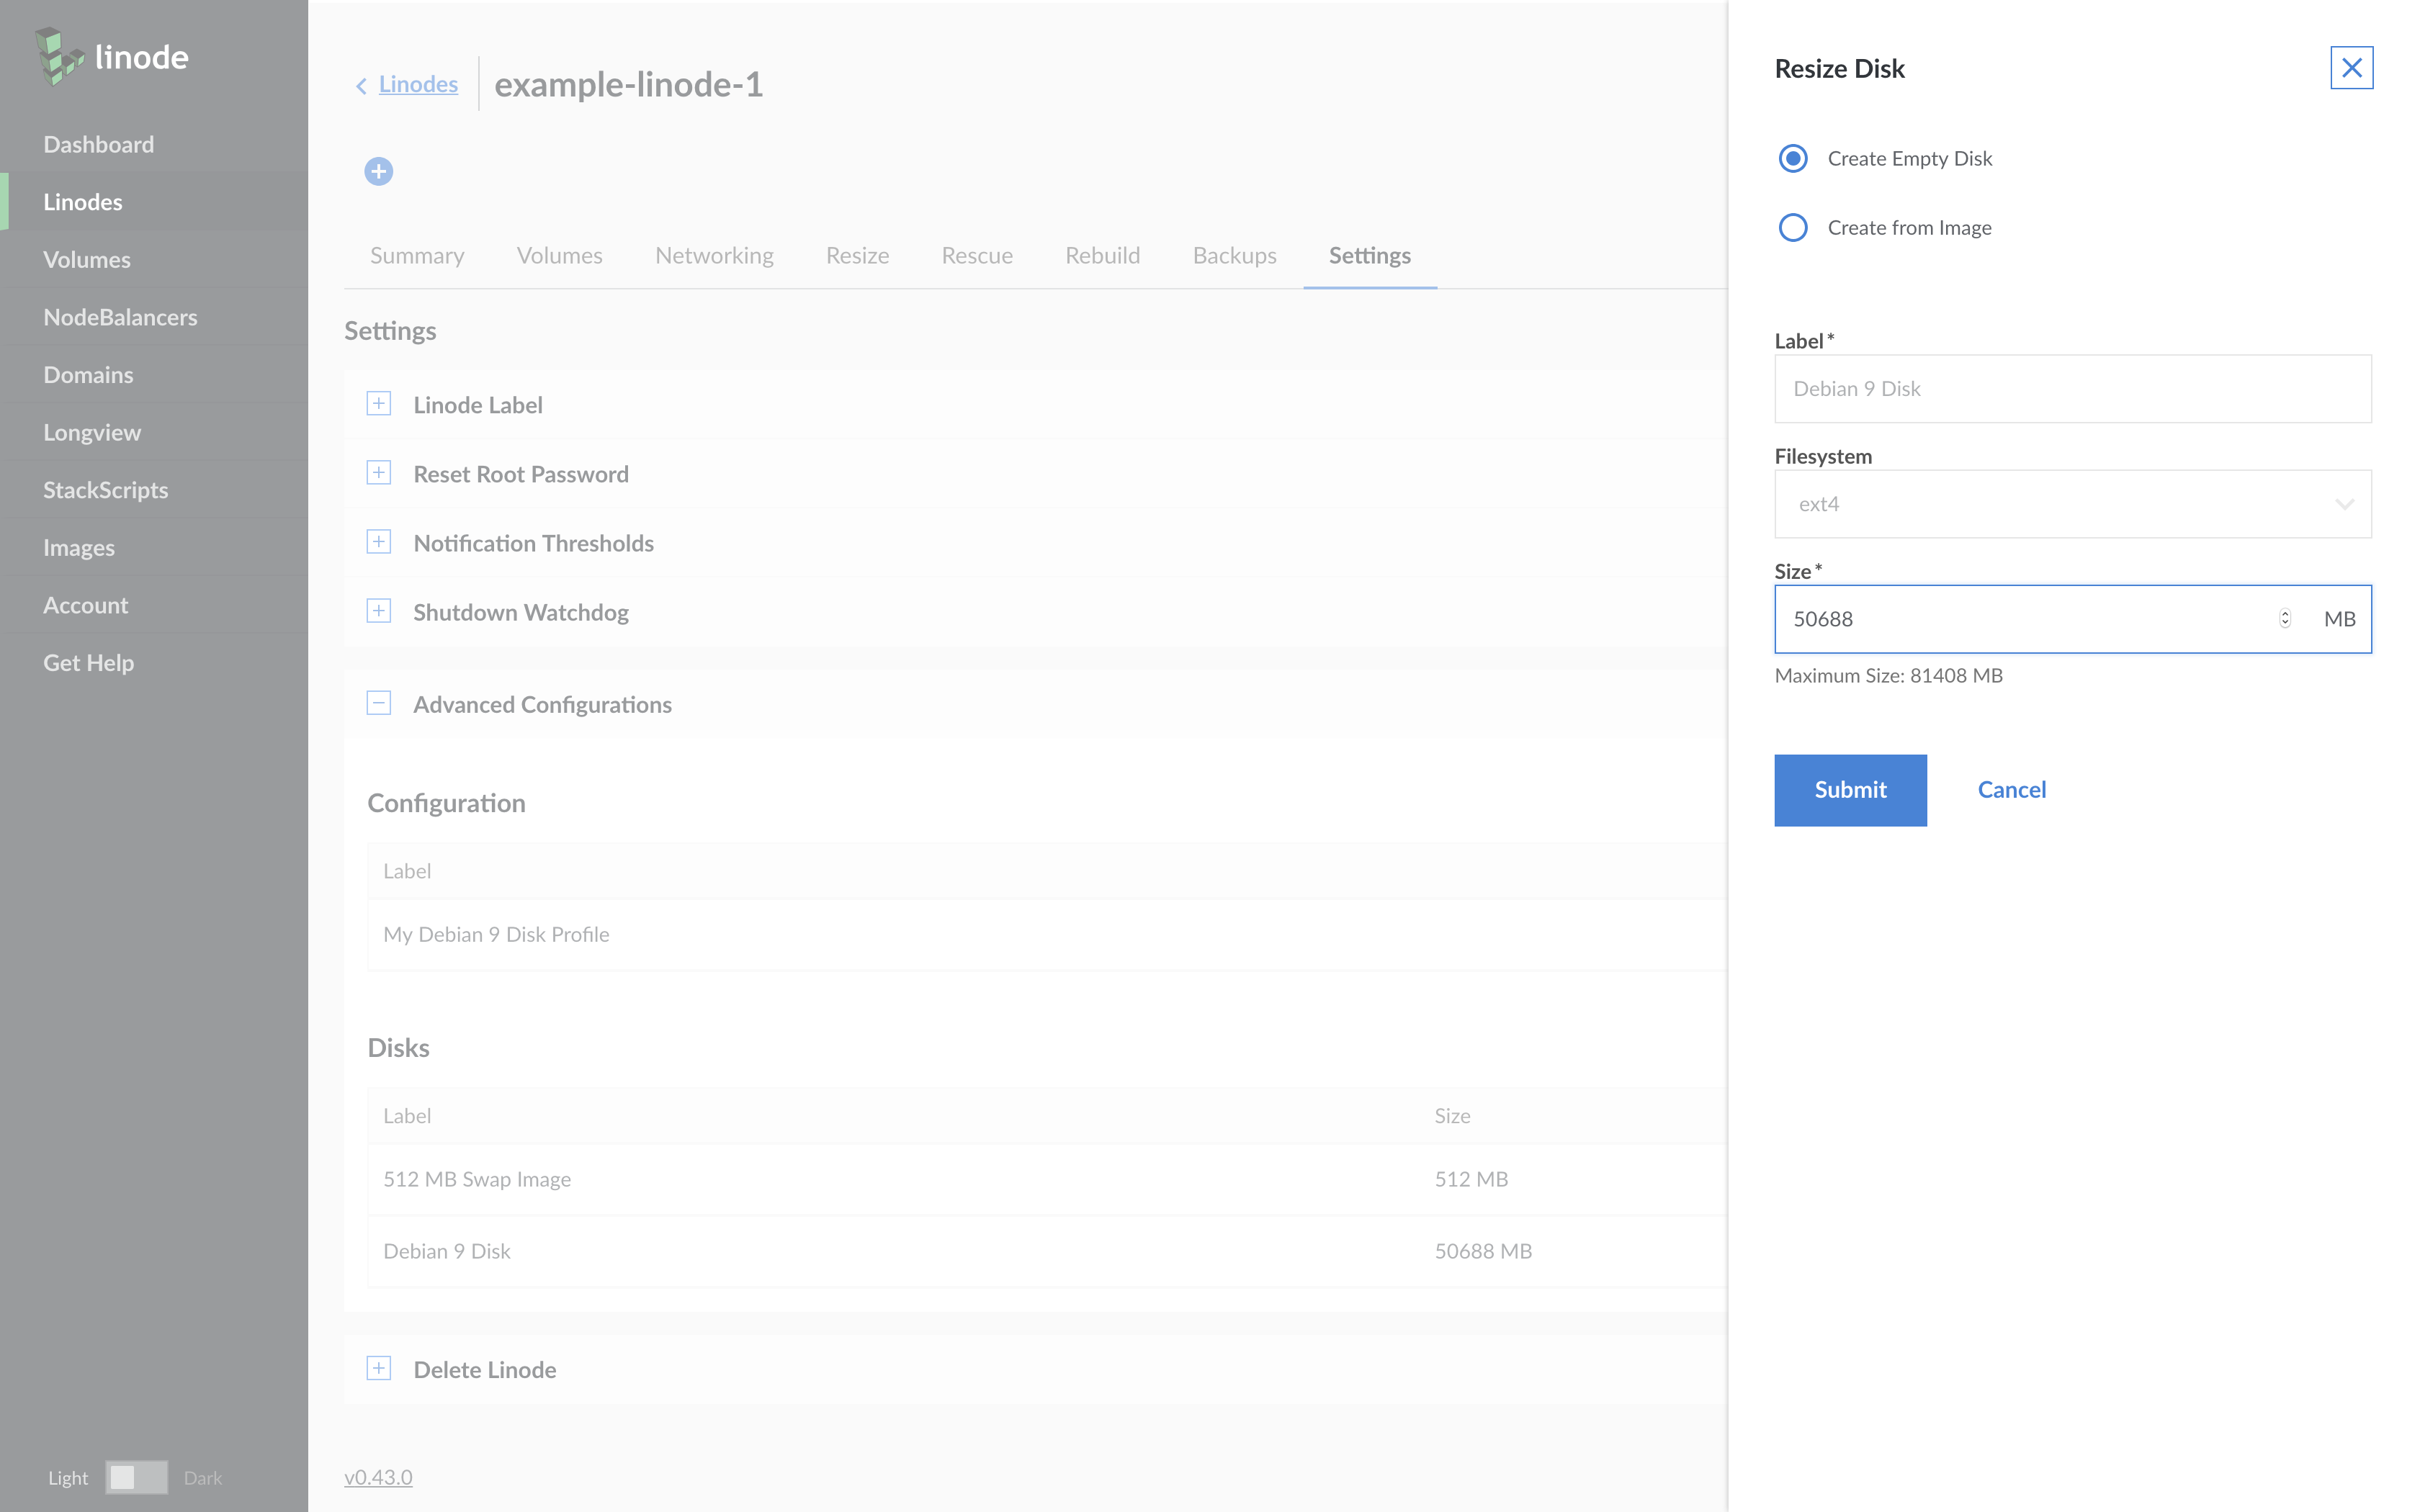 linode
Dashboard
Linodes
Volumes
NodeBalancers
Domains
Longview
StackScripts
Images
Account
Get Help
Light Dark
Linodes example-linode-1
Summary Volumes Networking Resize Rescue Rebuild Backups Settings
Settings
Linode Label
Reset Root Password
Notification Thresholds
Shutdown Watchdog
Advanced Configurations
Configuration
Label
My Debian 9 Disk Profile
Disks
Label Size
512 MB Swap Image 512 MB
Debian 9 Disk 50688 MB
Delete Linode
v0.43.0
Resize Disk
Create Empty Disk
Create from Image
Label *
Debian 9 Disk
Filesystem
ext4
Size *
50688 MB
Maximum Size: 81408 MB
Submit Cancel